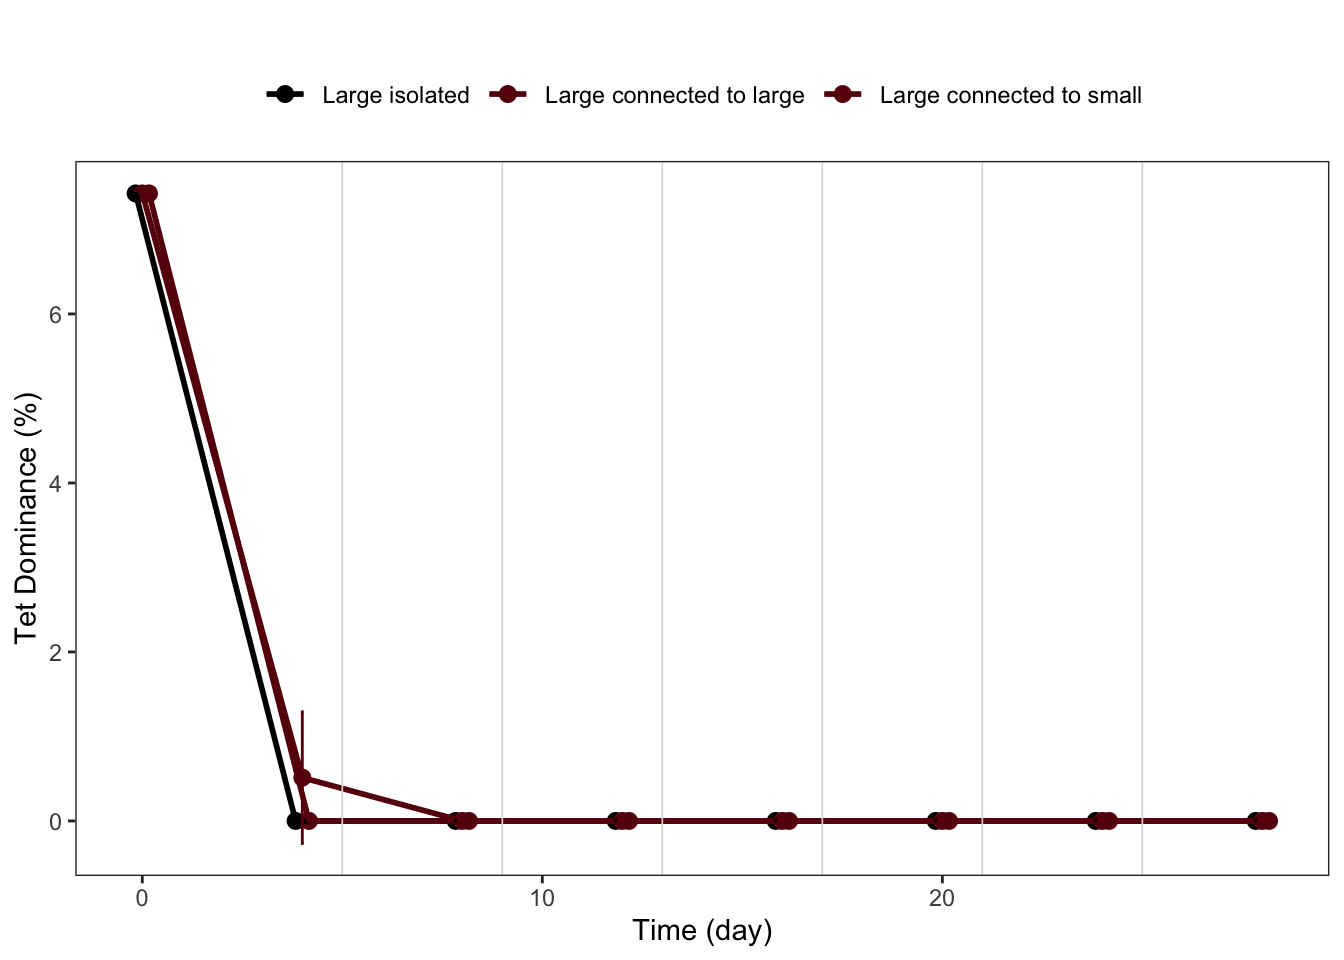 Large isolated Large connected to large Large connected to small
Tet Dominance (%)
6
4
2
0
0 10 20
Time (day)